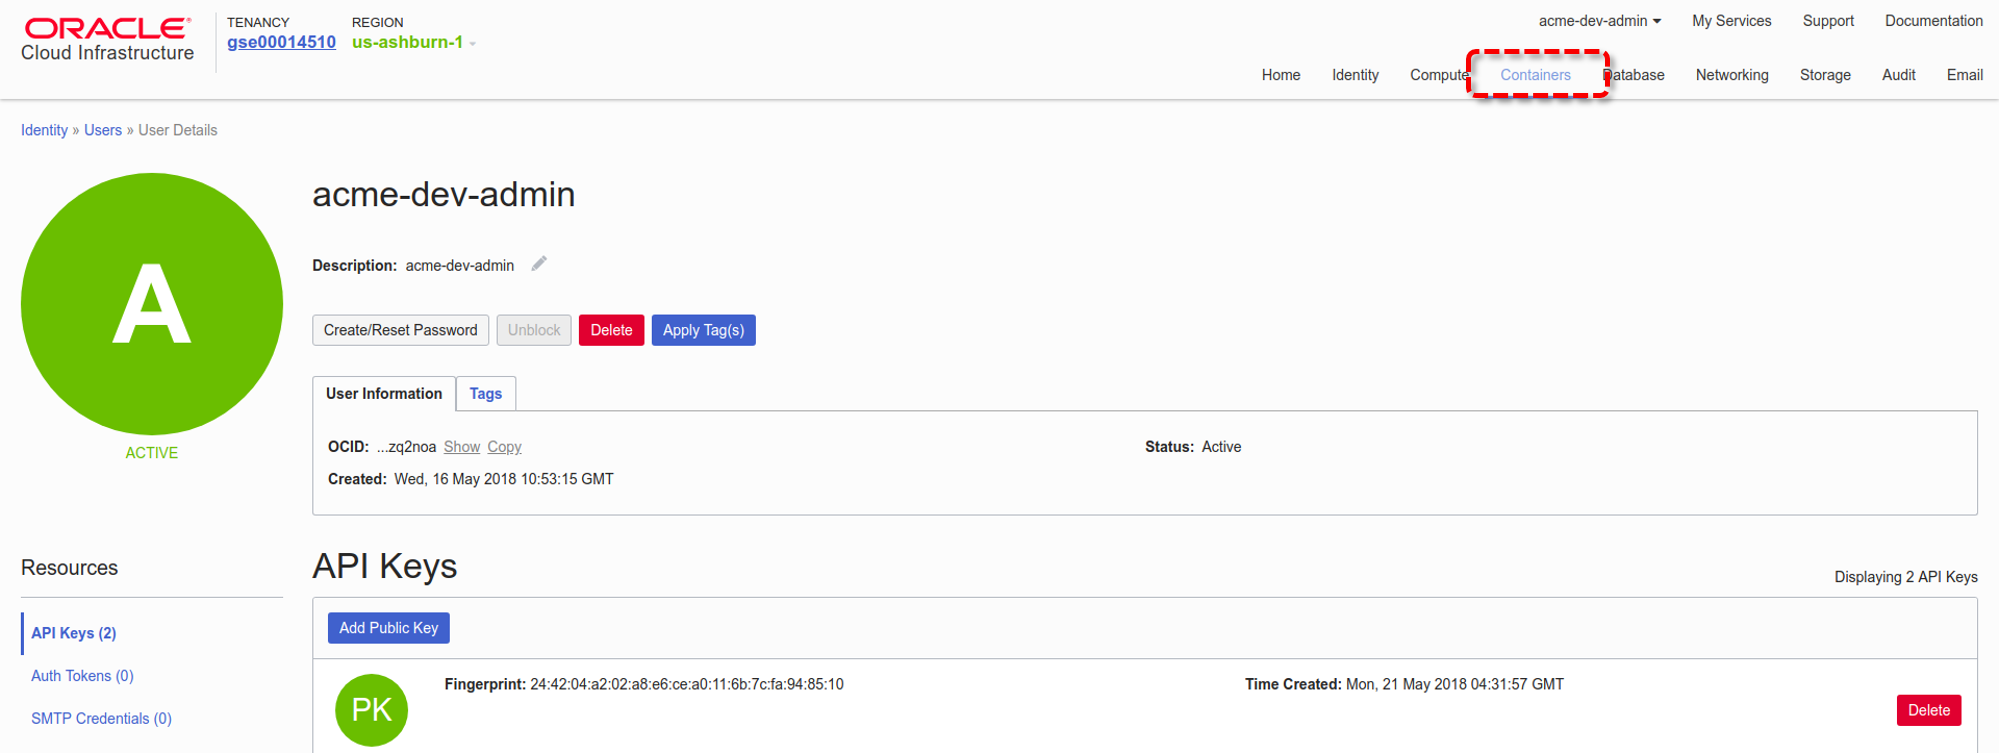 ORACLE®
Cloud Infrastructure
TENANCY
gse00014510
REGION
us-ashburn-1
acme-dev-admin My Services Support Documentation
Home Identity Compute Containers Database Networking Storage Audit Email
Identity » Users » User Details
A
ACTIVE
acme-dev-admin
Description: acme-dev-admin
Create/Reset Password Unblock Delete Apply Tag(s)
User Information Tags
OCID: ...zq2noa Show Copy
Status: Active
Created: Wed, 16 May 2018 10:53:15 GMT
Resources
API Keys (2)
Auth Tokens (0)
SMTP Credentials (0)
API Keys
Displaying 2 API Keys
Add Public Key
PK
Fingerprint: 24:42:04:a2:02:a8:e6:ce:a0:11:6b:7c:fa:94:85:10
Time Created: Mon, 21 May 2018 04:31:57 GMT
Delete